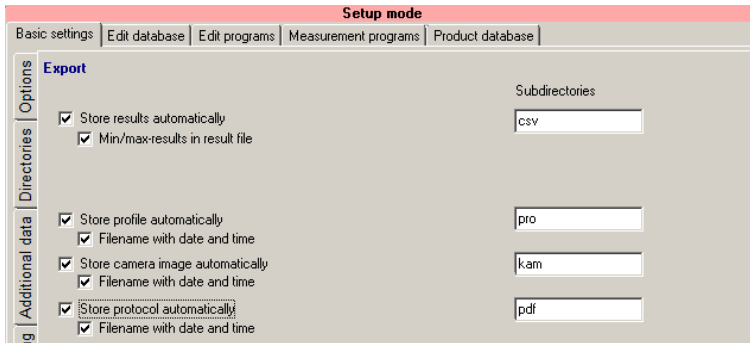 Setup mode
Basic settings Edit database Edit programs Measurement programs Product database
Options
Directories
Additional data
Export
Subdirectories
Store results automatically csv
Min/max-results in result file
Store profile automatically pro
Filename with date and time
Store camera image automatically kam
Filename with date and time
Store protocol automatically pdf
Filename with date and time